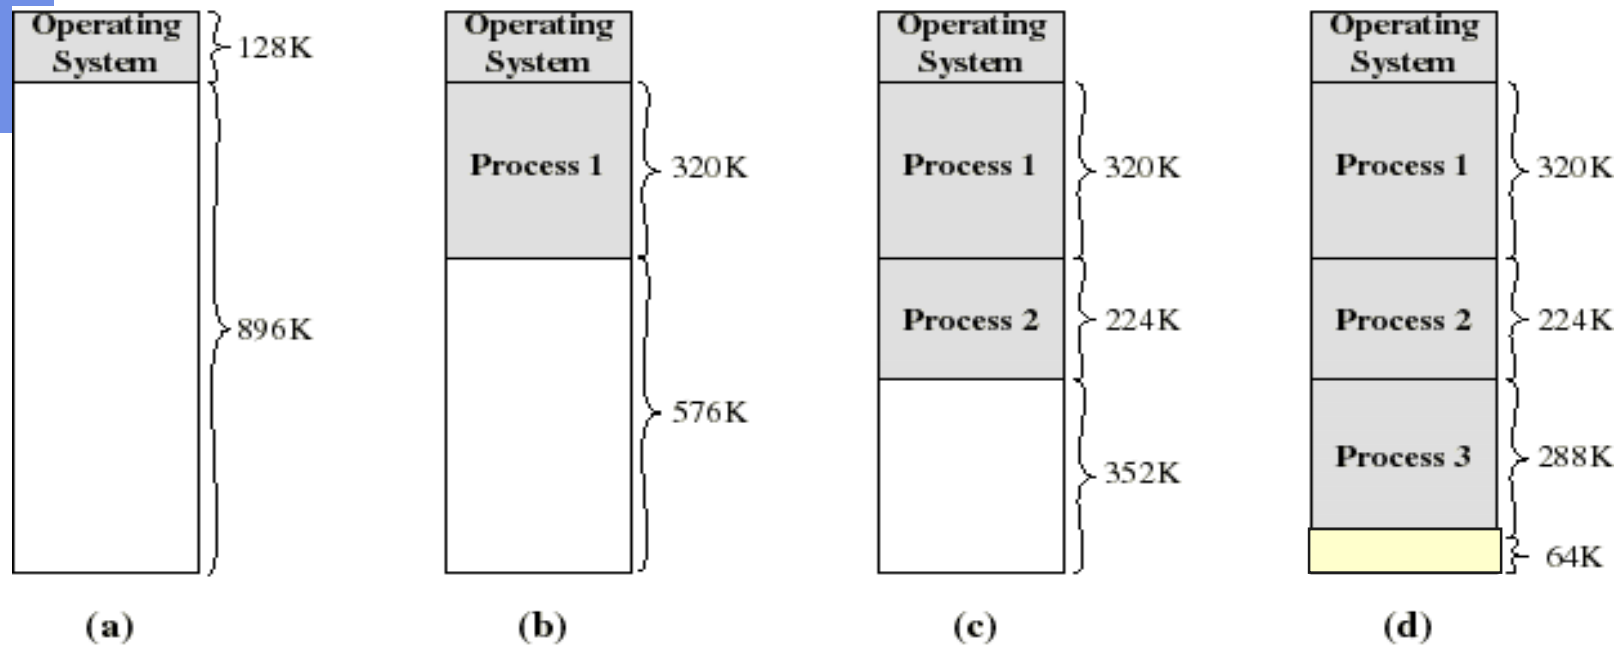 Operating
System
128K
896K
(a)
Operating
System
Process 1
320K
576K
(b)
Operating
System
Process 1
320K
Process 2
224K
352K
(c)
Operating
System
Process 1
320K
Process 2
224K
Process 3
288K
64K
(d)